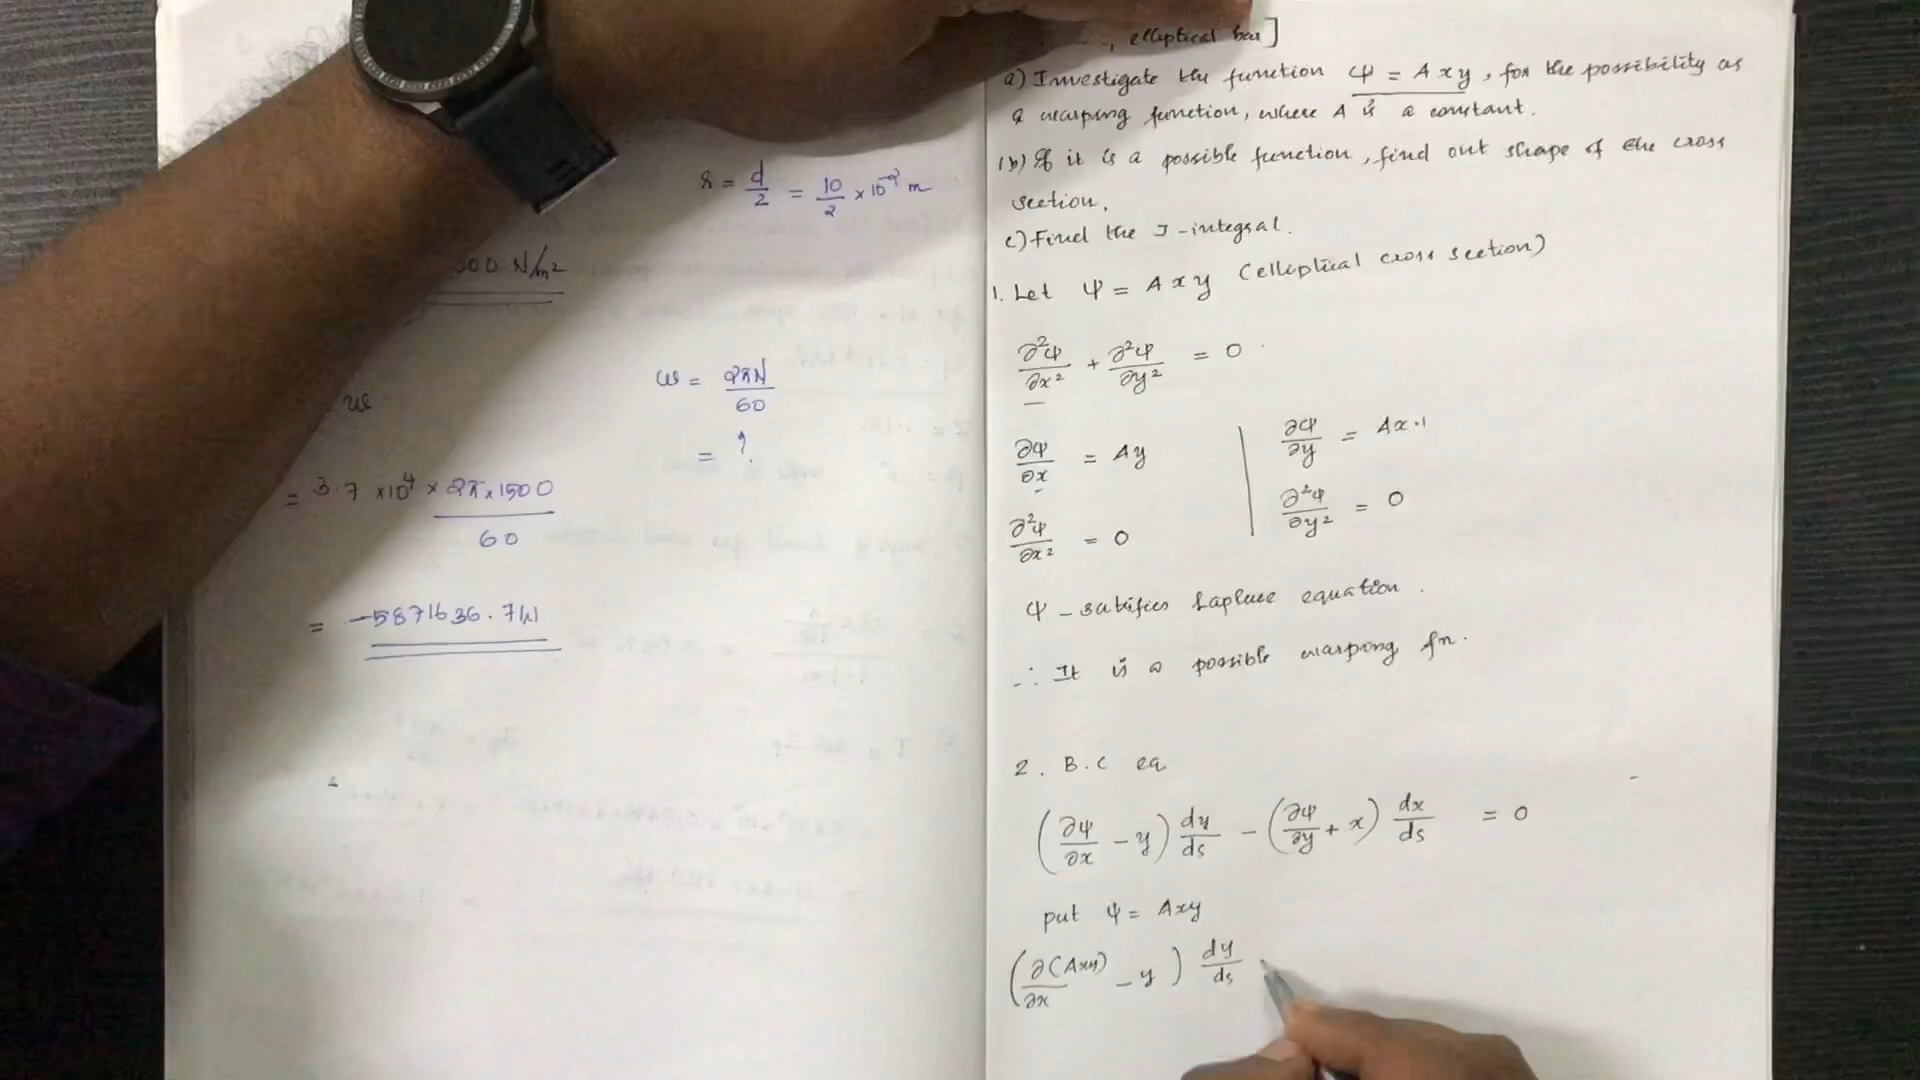 r = d/2 = 10/2 × 10⁻² m
00 N/m²
ω = 2πN/60
= ?
= 3.7 × 10⁴ × 2π × 1500/60
= 5871636.7W
, elliptical bar]
a) Investigate the function ψ = Axy, for the possibility as
a warping function, where A is a constant.
(b) If it is a possible function, find out shape of the cross
section.
c) Find the J-integral.
1. Let ψ = Axy (elliptical cross section)
∂²ψ/∂x² + ∂²ψ/∂y² = 0
∂ψ/∂x = Ay
∂²ψ/∂x² = 0
∂ψ/∂y = Ax·1
∂²ψ/∂y² = 0
ψ - satisfies Laplace equation.
∴ It is a possible warping fn.
2. B.C eq
(∂ψ/∂x - y) dy/ds - (∂ψ/∂y + x) dx/ds = 0
put ψ = Axy
(∂(Axy)/∂x - y) dy/ds